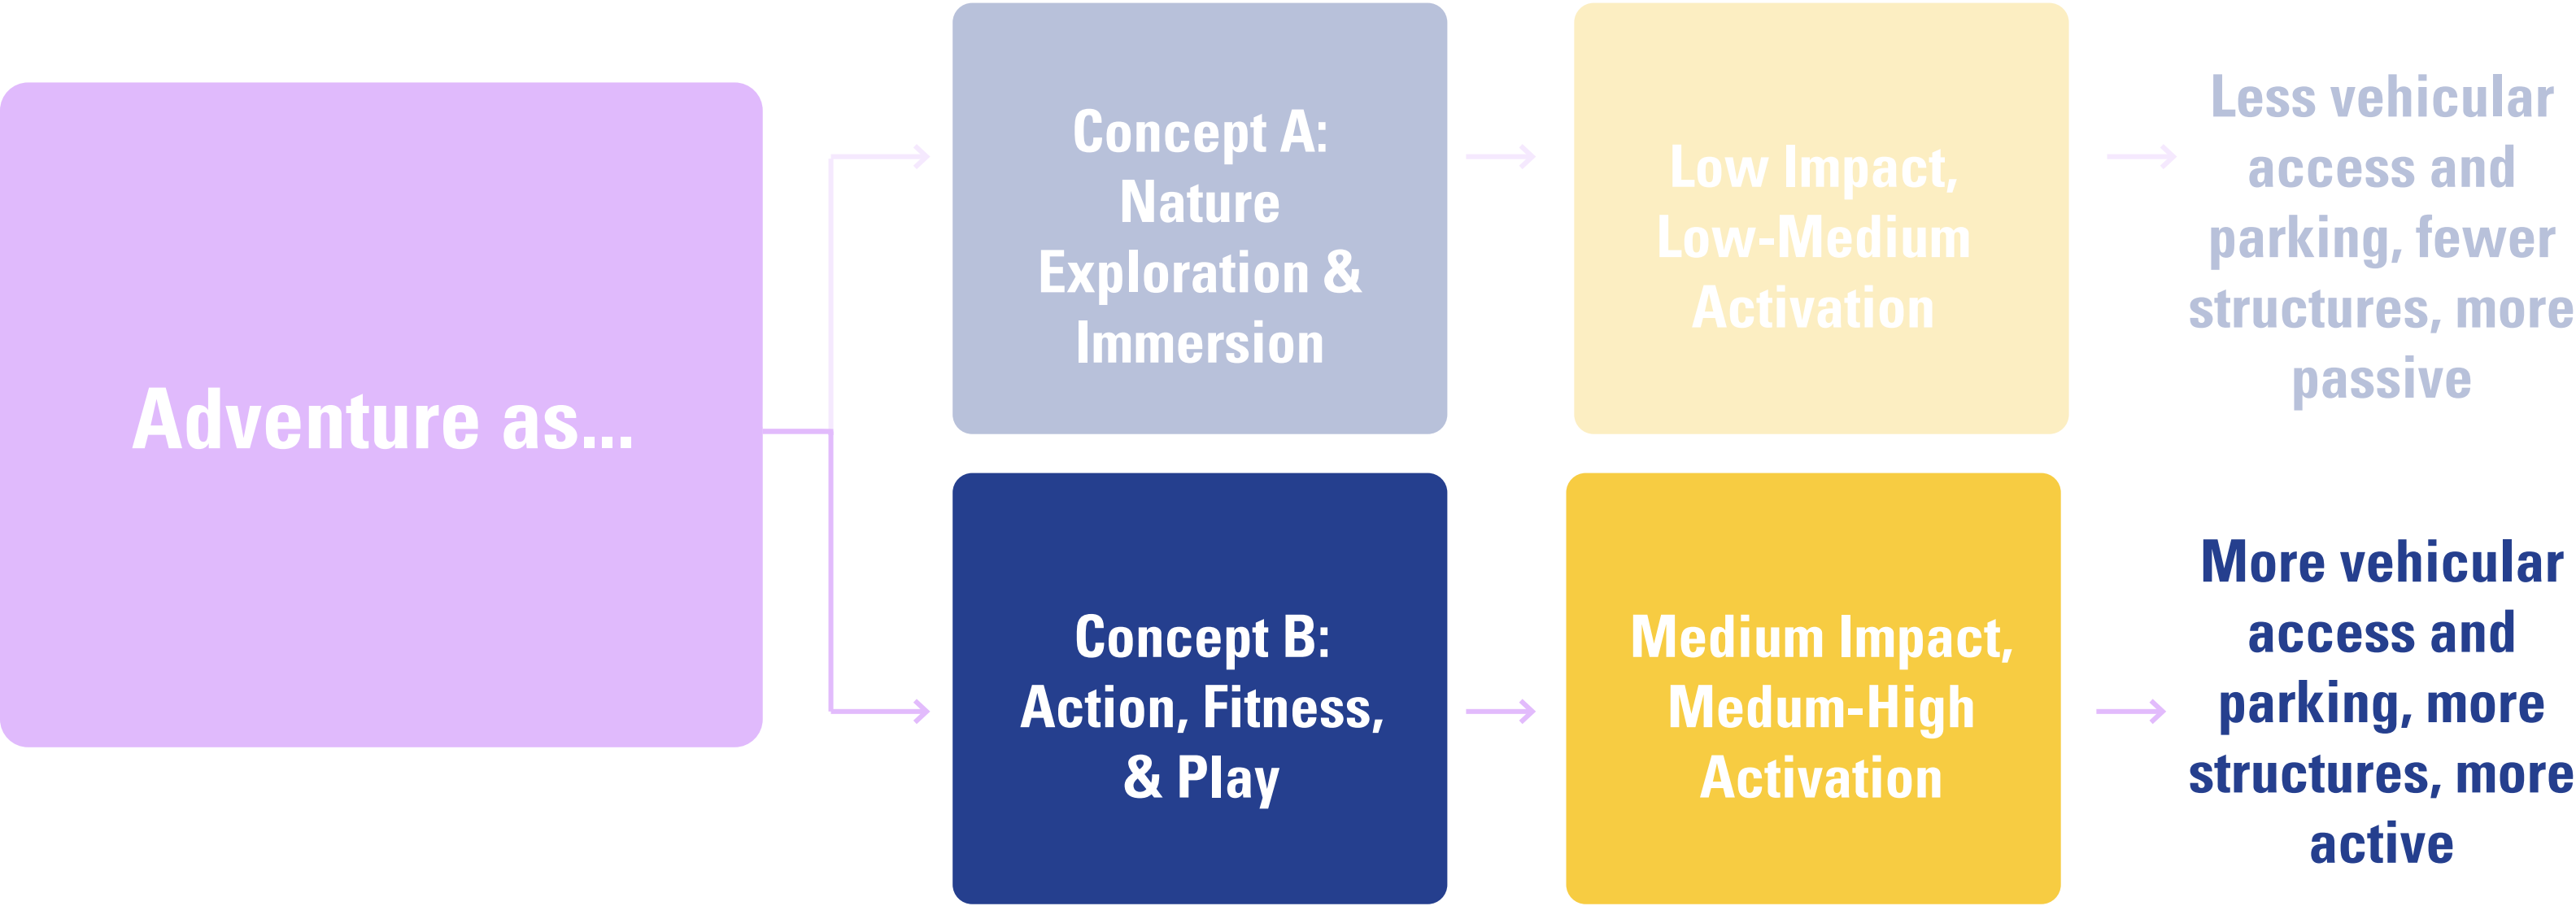 Adventure as...
Concept A:
Nature
Exploration &
Immersion
Low Impact,
Low-Medium
Activation
Less vehicular
access and
parking, fewer
structures, more
passive
Concept B:
Action, Fitness,
& Play
Medium Impact,
Medum-High
Activation
More vehicular
access and
parking, more
structures, more
active